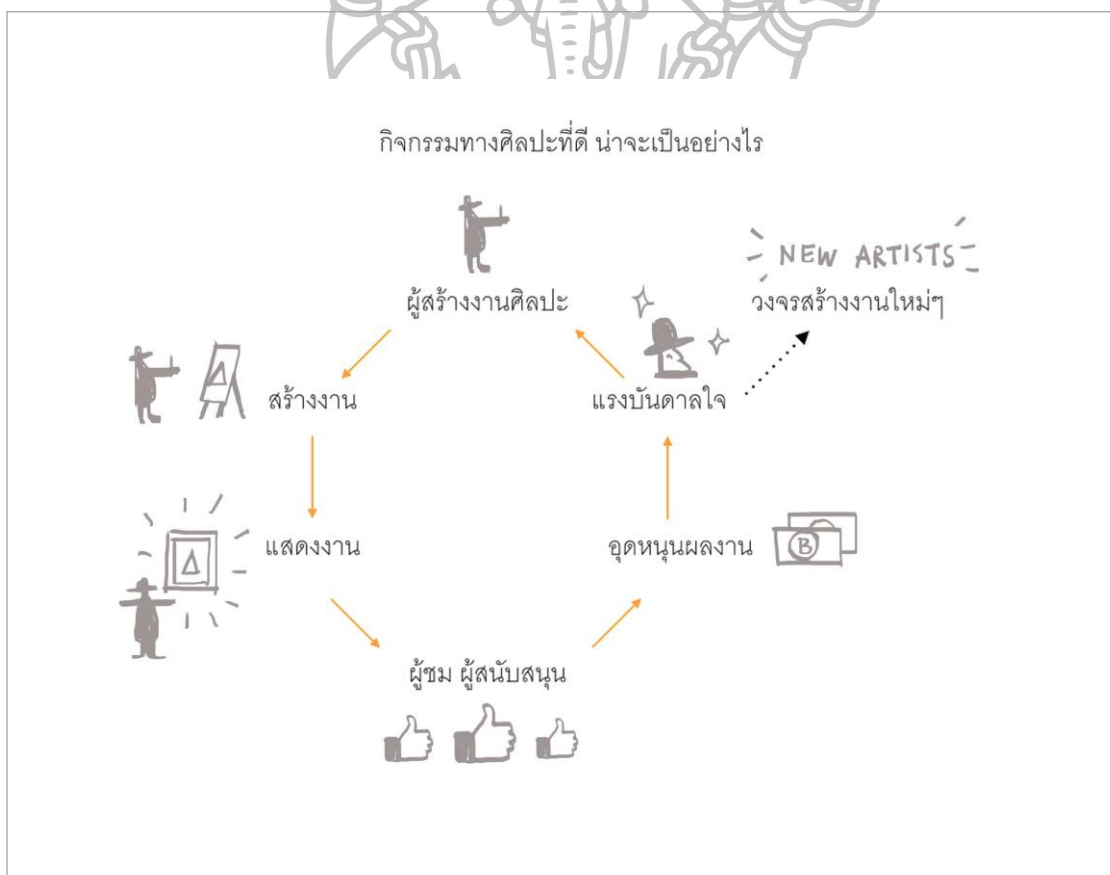 กิจกรรมทางศิลปะที่ดี น่าจะเป็นอย่างไร
NEW ARTISTS
ผู้สร้างงานศิลปะ
วงจรสร้างงานใหม่ๆ
สร้างงาน
แรงบันดาลใจ
แสดงงาน
อุดหนุนผลงาน
B
ผู้ชม ผู้สนับสนุน